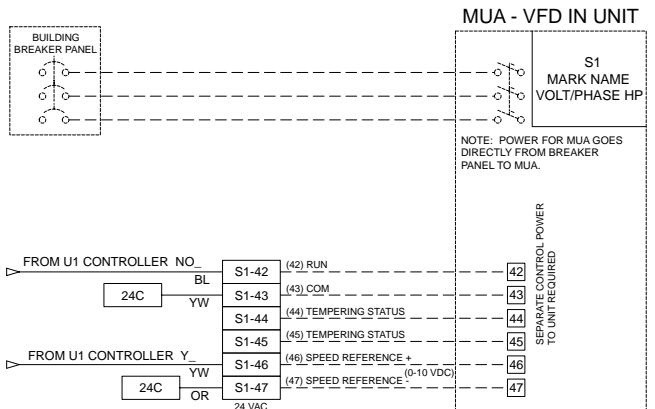 MUA - VFD IN UNIT
BUILDING
BREAKER PANEL
S1
MARK NAME
VOLT/PHASE HP
NOTE: POWER FOR MUA GOES
DIRECTLY FROM BREAKER
PANEL TO MUA.
SEPARATE CONTROL POWER
TO UNIT REQUIRED
FROM U1 CONTROLLER NO_
BL
S1-42
(42) RUN
42
24C
YW
S1-43
(43) COM
43
S1-44
(44) TEMPERING STATUS
44
S1-45
(45) TEMPERING STATUS
45
FROM U1 CONTROLLER Y_
YW
S1-46
(46) SPEED REFERENCE +
(0-10 VDC)
46
24C
OR
S1-47
(47) SPEED REFERENCE -
47
24 VAC